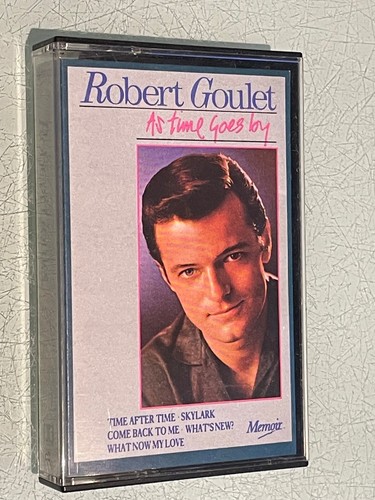 Robert Goulet
As time Goes by
TIME AFTER TIME · SKYLARK
COME BACK TO ME · WHAT'S NEW?
WHAT NOW MY LOVE
Memoir